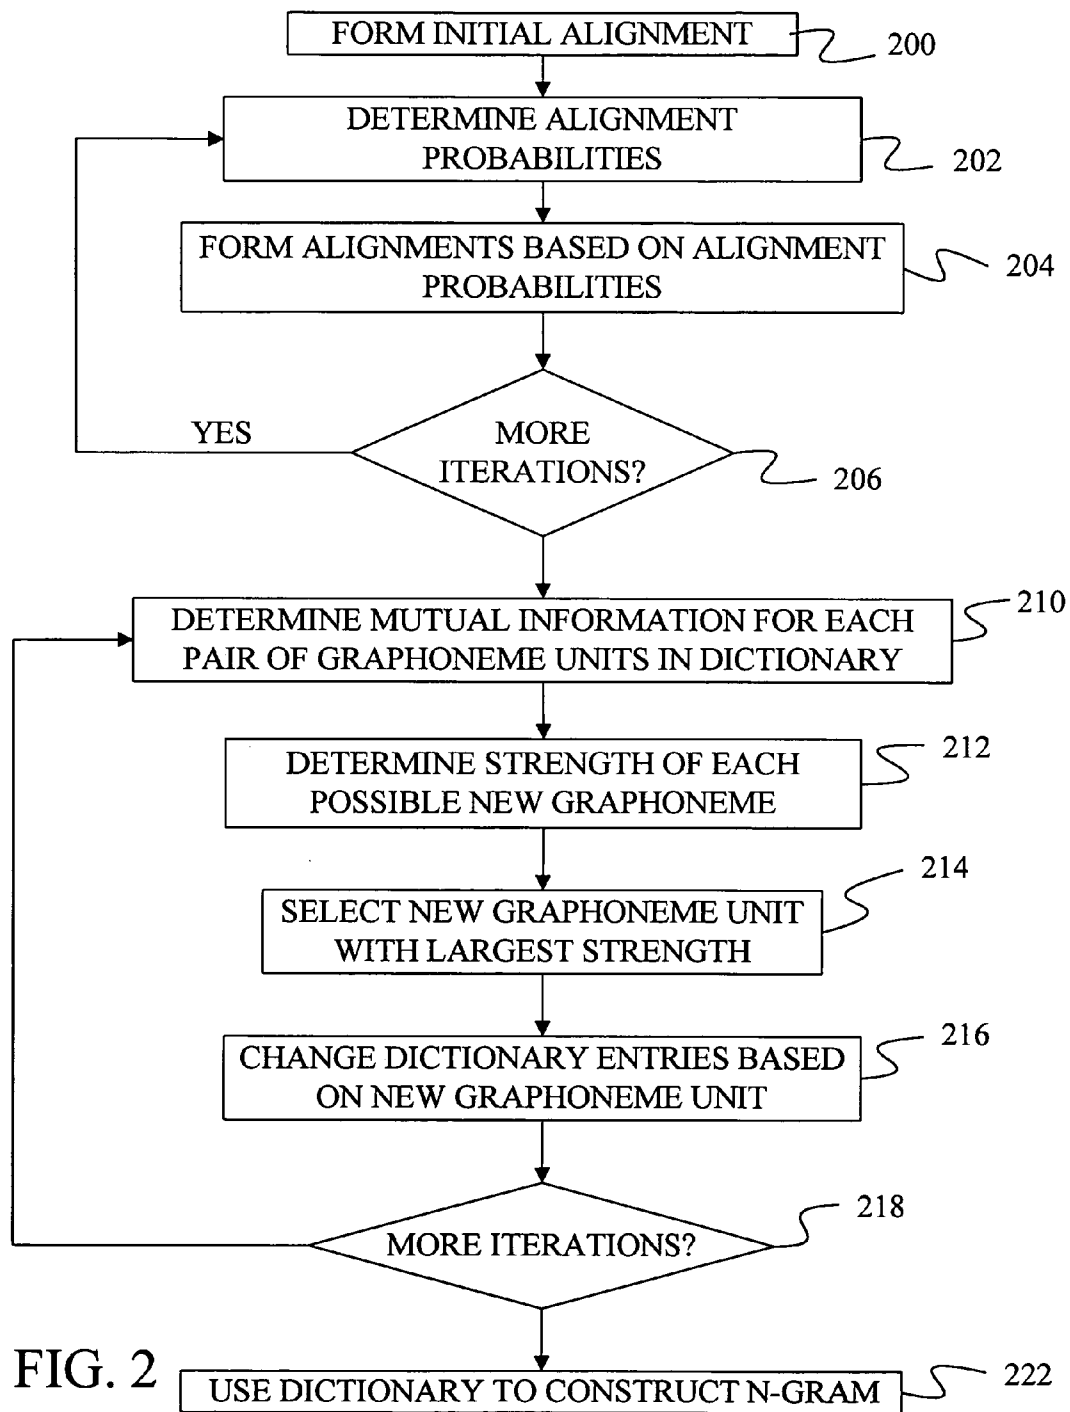 FORM INITIAL ALIGNMENT
200
DETERMINE ALIGNMENT
PROBABILITIES
202
FORM ALIGNMENTS BASED ON ALIGNMENT
PROBABILITIES
204
YES
MORE
ITERATIONS?
206
DETERMINE MUTUAL INFORMATION FOR EACH
PAIR OF GRAPHONEME UNITS IN DICTIONARY
210
DETERMINE STRENGTH OF EACH
POSSIBLE NEW GRAPHONEME
212
SELECT NEW GRAPHONEME UNIT
WITH LARGEST STRENGTH
214
CHANGE DICTIONARY ENTRIES BASED
ON NEW GRAPHONEME UNIT
216
MORE ITERATIONS?
218
FIG. 2
USE DICTIONARY TO CONSTRUCT N-GRAM
222